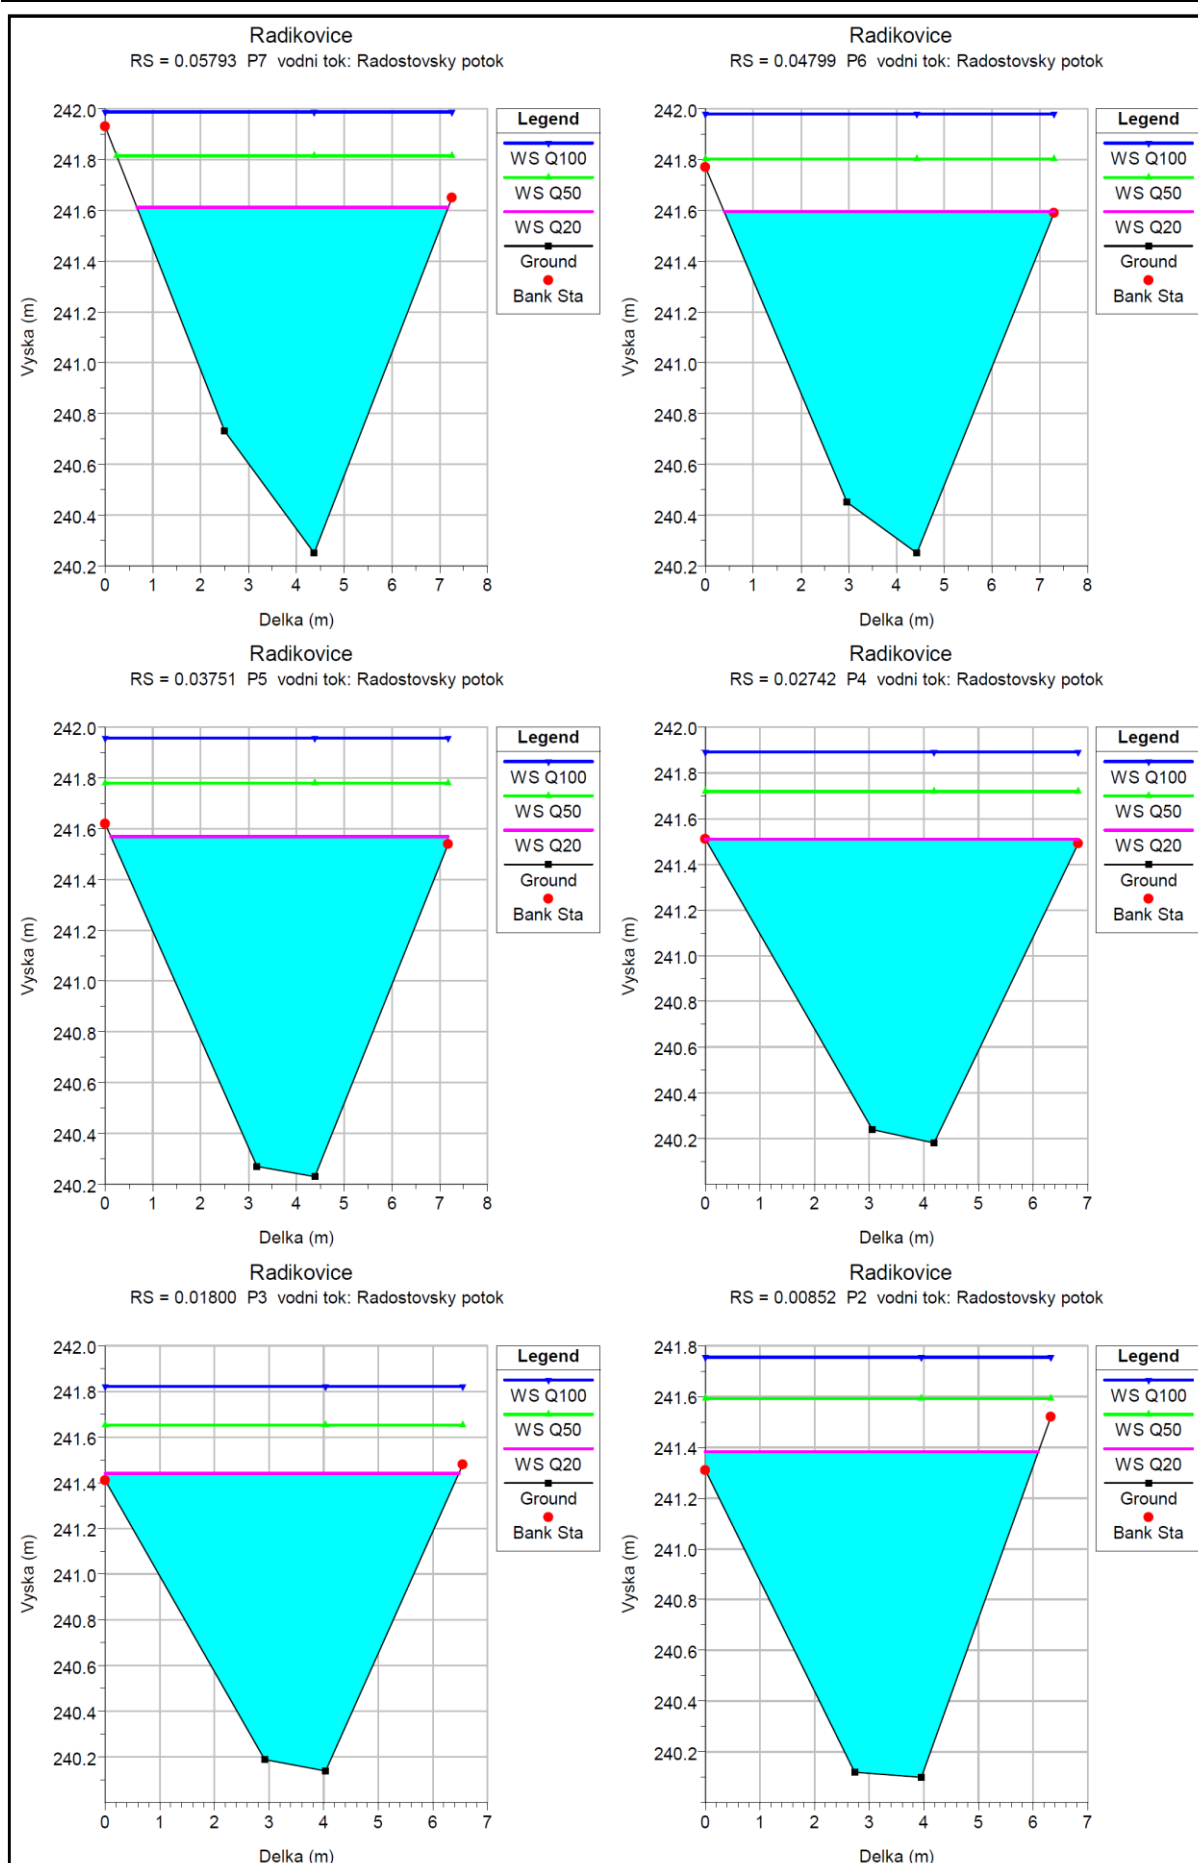 Radikovice
RS = 0.05793 P7 vodni tok: Radostovsky potok
242.0
241.8
241.6
241.4
241.2
241.0
240.8
240.6
240.4
240.2
Vyska (m)
0 1 2 3 4 5 6 7 8
Delka (m)
Legend
WS Q100
WS Q50
WS Q20
Ground
Bank Sta
Radikovice
RS = 0.04799 P6 vodni tok: Radostovsky potok
242.0
241.8
241.6
241.4
241.2
241.0
240.8
240.6
240.4
240.2
Vyska (m)
0 1 2 3 4 5 6 7 8
Delka (m)
Legend
WS Q100
WS Q50
WS Q20
Ground
Bank Sta
Radikovice
RS = 0.03751 P5 vodni tok: Radostovsky potok
242.0
241.8
241.6
241.4
241.2
241.0
240.8
240.6
240.4
240.2
Vyska (m)
0 1 2 3 4 5 6 7 8
Delka (m)
Legend
WS Q100
WS Q50
WS Q20
Ground
Bank Sta
Radikovice
RS = 0.02742 P4 vodni tok: Radostovsky potok
242.0
241.8
241.6
241.4
241.2
241.0
240.8
240.6
240.4
240.2
Vyska (m)
0 1 2 3 4 5 6 7
Delka (m)
Legend
WS Q100
WS Q50
WS Q20
Ground
Bank Sta
Radikovice
RS = 0.01800 P3 vodni tok: Radostovsky potok
242.0
241.8
241.6
241.4
241.2
241.0
240.8
240.6
240.4
240.2
Vyska (m)
0 1 2 3 4 5 6 7
Delka (m)
Legend
WS Q100
WS Q50
WS Q20
Ground
Bank Sta
Radikovice
RS = 0.00852 P2 vodni tok: Radostovsky potok
241.8
241.6
241.4
241.2
241.0
240.8
240.6
240.4
240.2
Vyska (m)
0 1 2 3 4 5 6 7
Delka (m)
Legend
WS Q100
WS Q50
WS Q20
Ground
Bank Sta